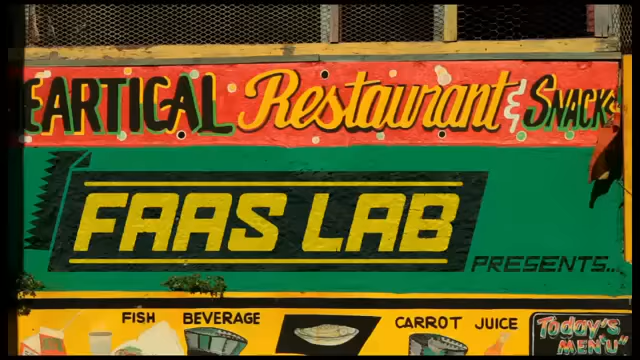 EARTICAL Restaurant & SNACKS
FAAS LAB
PRESENTS...
FISH BEVERAGE CARROT JUICE
Today's
MENU"